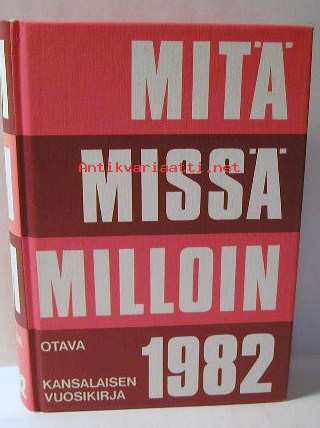 MITÄ
Antikvariaatti.net
MISSÄ
MILLOIN
OTAVA
1982
KANSALAISEN
VUOSIKIRJA